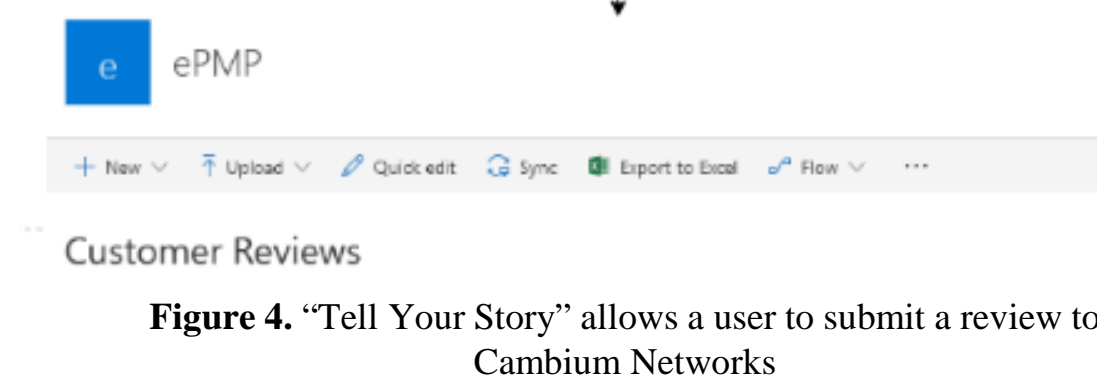 e ePMP
+ New Upload Quick edit Sync Export to Excel Flow ...
Customer Reviews
Figure 4. “Tell Your Story” allows a user to submit a review to
Cambium Networks